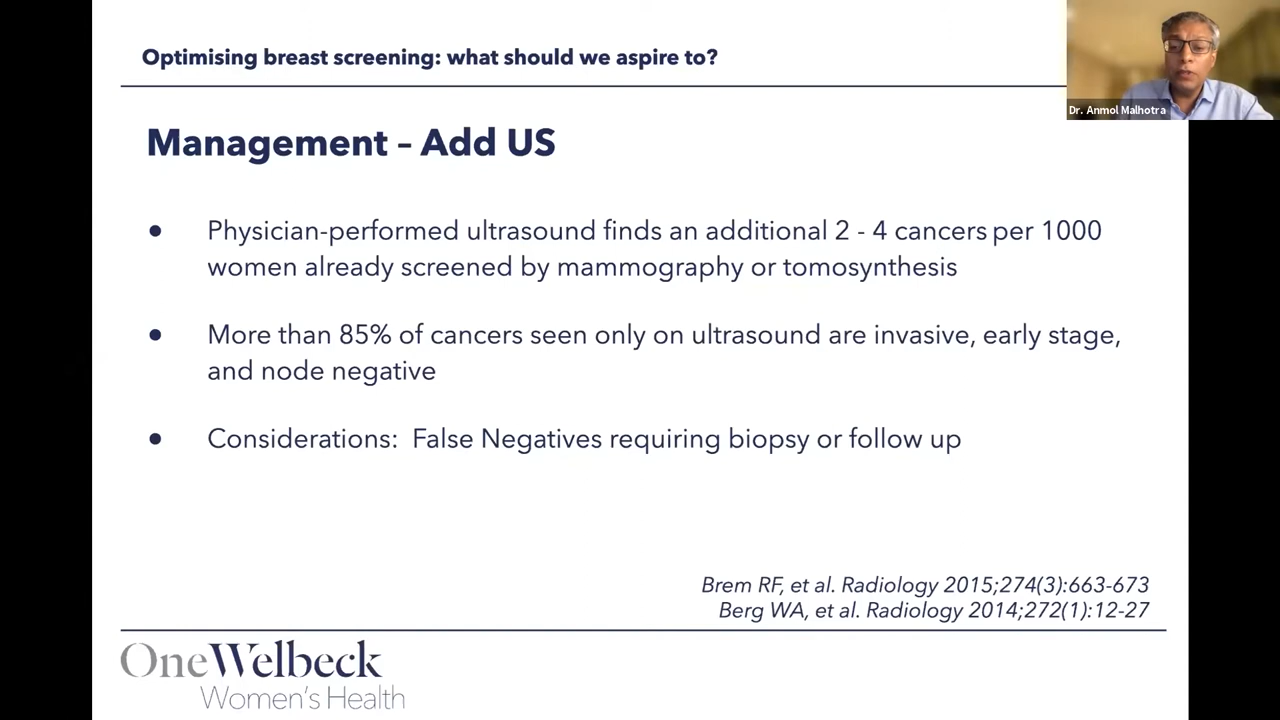 Optimising breast screening: what should we aspire to?
Dr. Anmol Malhotra
Management – Add US
● Physician-performed ultrasound finds an additional 2 - 4 cancers per 1000
women already screened by mammography or tomosynthesis
● More than 85% of cancers seen only on ultrasound are invasive, early stage,
and node negative
● Considerations: False Negatives requiring biopsy or follow up
Brem RF, et al. Radiology 2015;274(3):663-673
Berg WA, et al. Radiology 2014;272(1):12-27
OneWelbeck
Women's Health